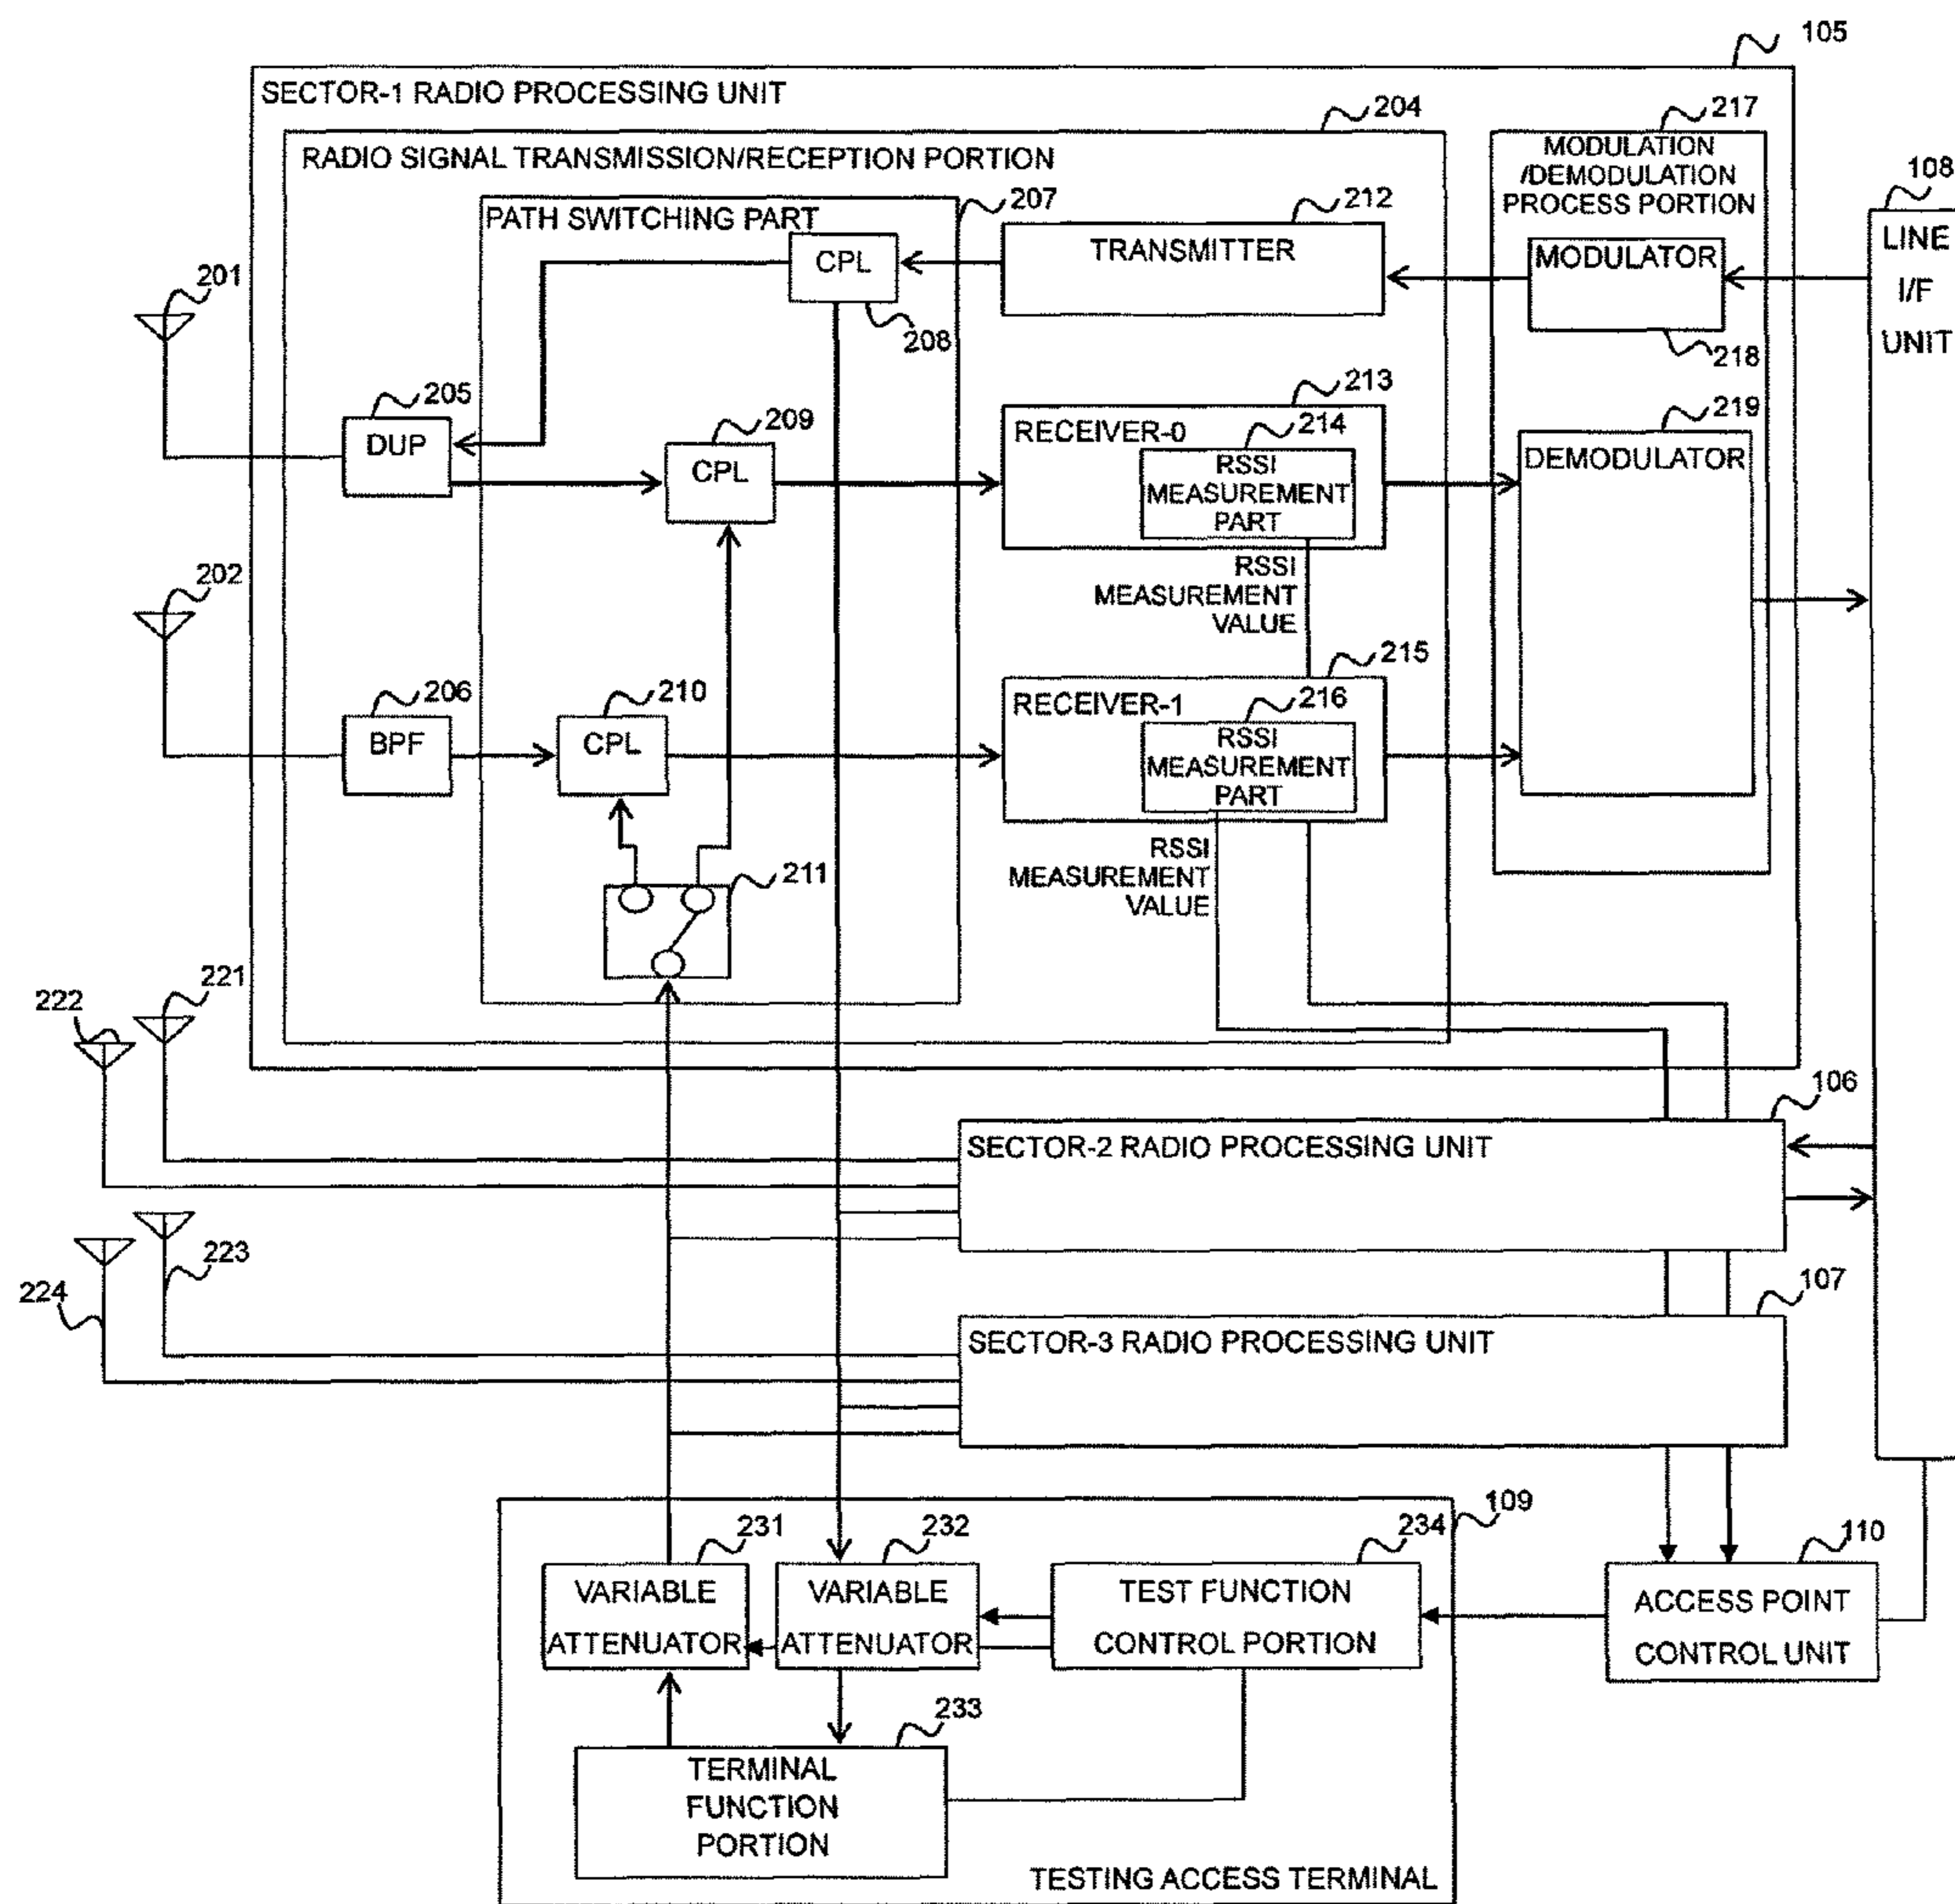 105
SECTOR-1 RADIO PROCESSING UNIT
204
217
RADIO SIGNAL TRANSMISSION/RECEPTION PORTION
MODULATION
/DEMODULATION
PROCESS PORTION
108
LINE
I/F
UNIT
207
212
PATH SWITCHING PART
CPL
208
TRANSMITTER
MODULATOR
218
201
205
DUP
209
CPL
213
RECEIVER-0
214
RSSI
MEASUREMENT
PART
219
DEMODULATOR
RSSI
MEASUREMENT
VALUE
202
206
BPF
210
CPL
215
RECEIVER-1
216
RSSI
MEASUREMENT
PART
RSSI
MEASUREMENT
VALUE
211
221
222
106
SECTOR-2 RADIO PROCESSING UNIT
223
224
107
SECTOR-3 RADIO PROCESSING UNIT
109
231
VARIABLE
ATTENUATOR
232
VARIABLE
ATTENUATOR
234
TEST FUNCTION
CONTROL PORTION
110
ACCESS POINT
CONTROL UNIT
233
TERMINAL
FUNCTION
PORTION
TESTING ACCESS TERMINAL